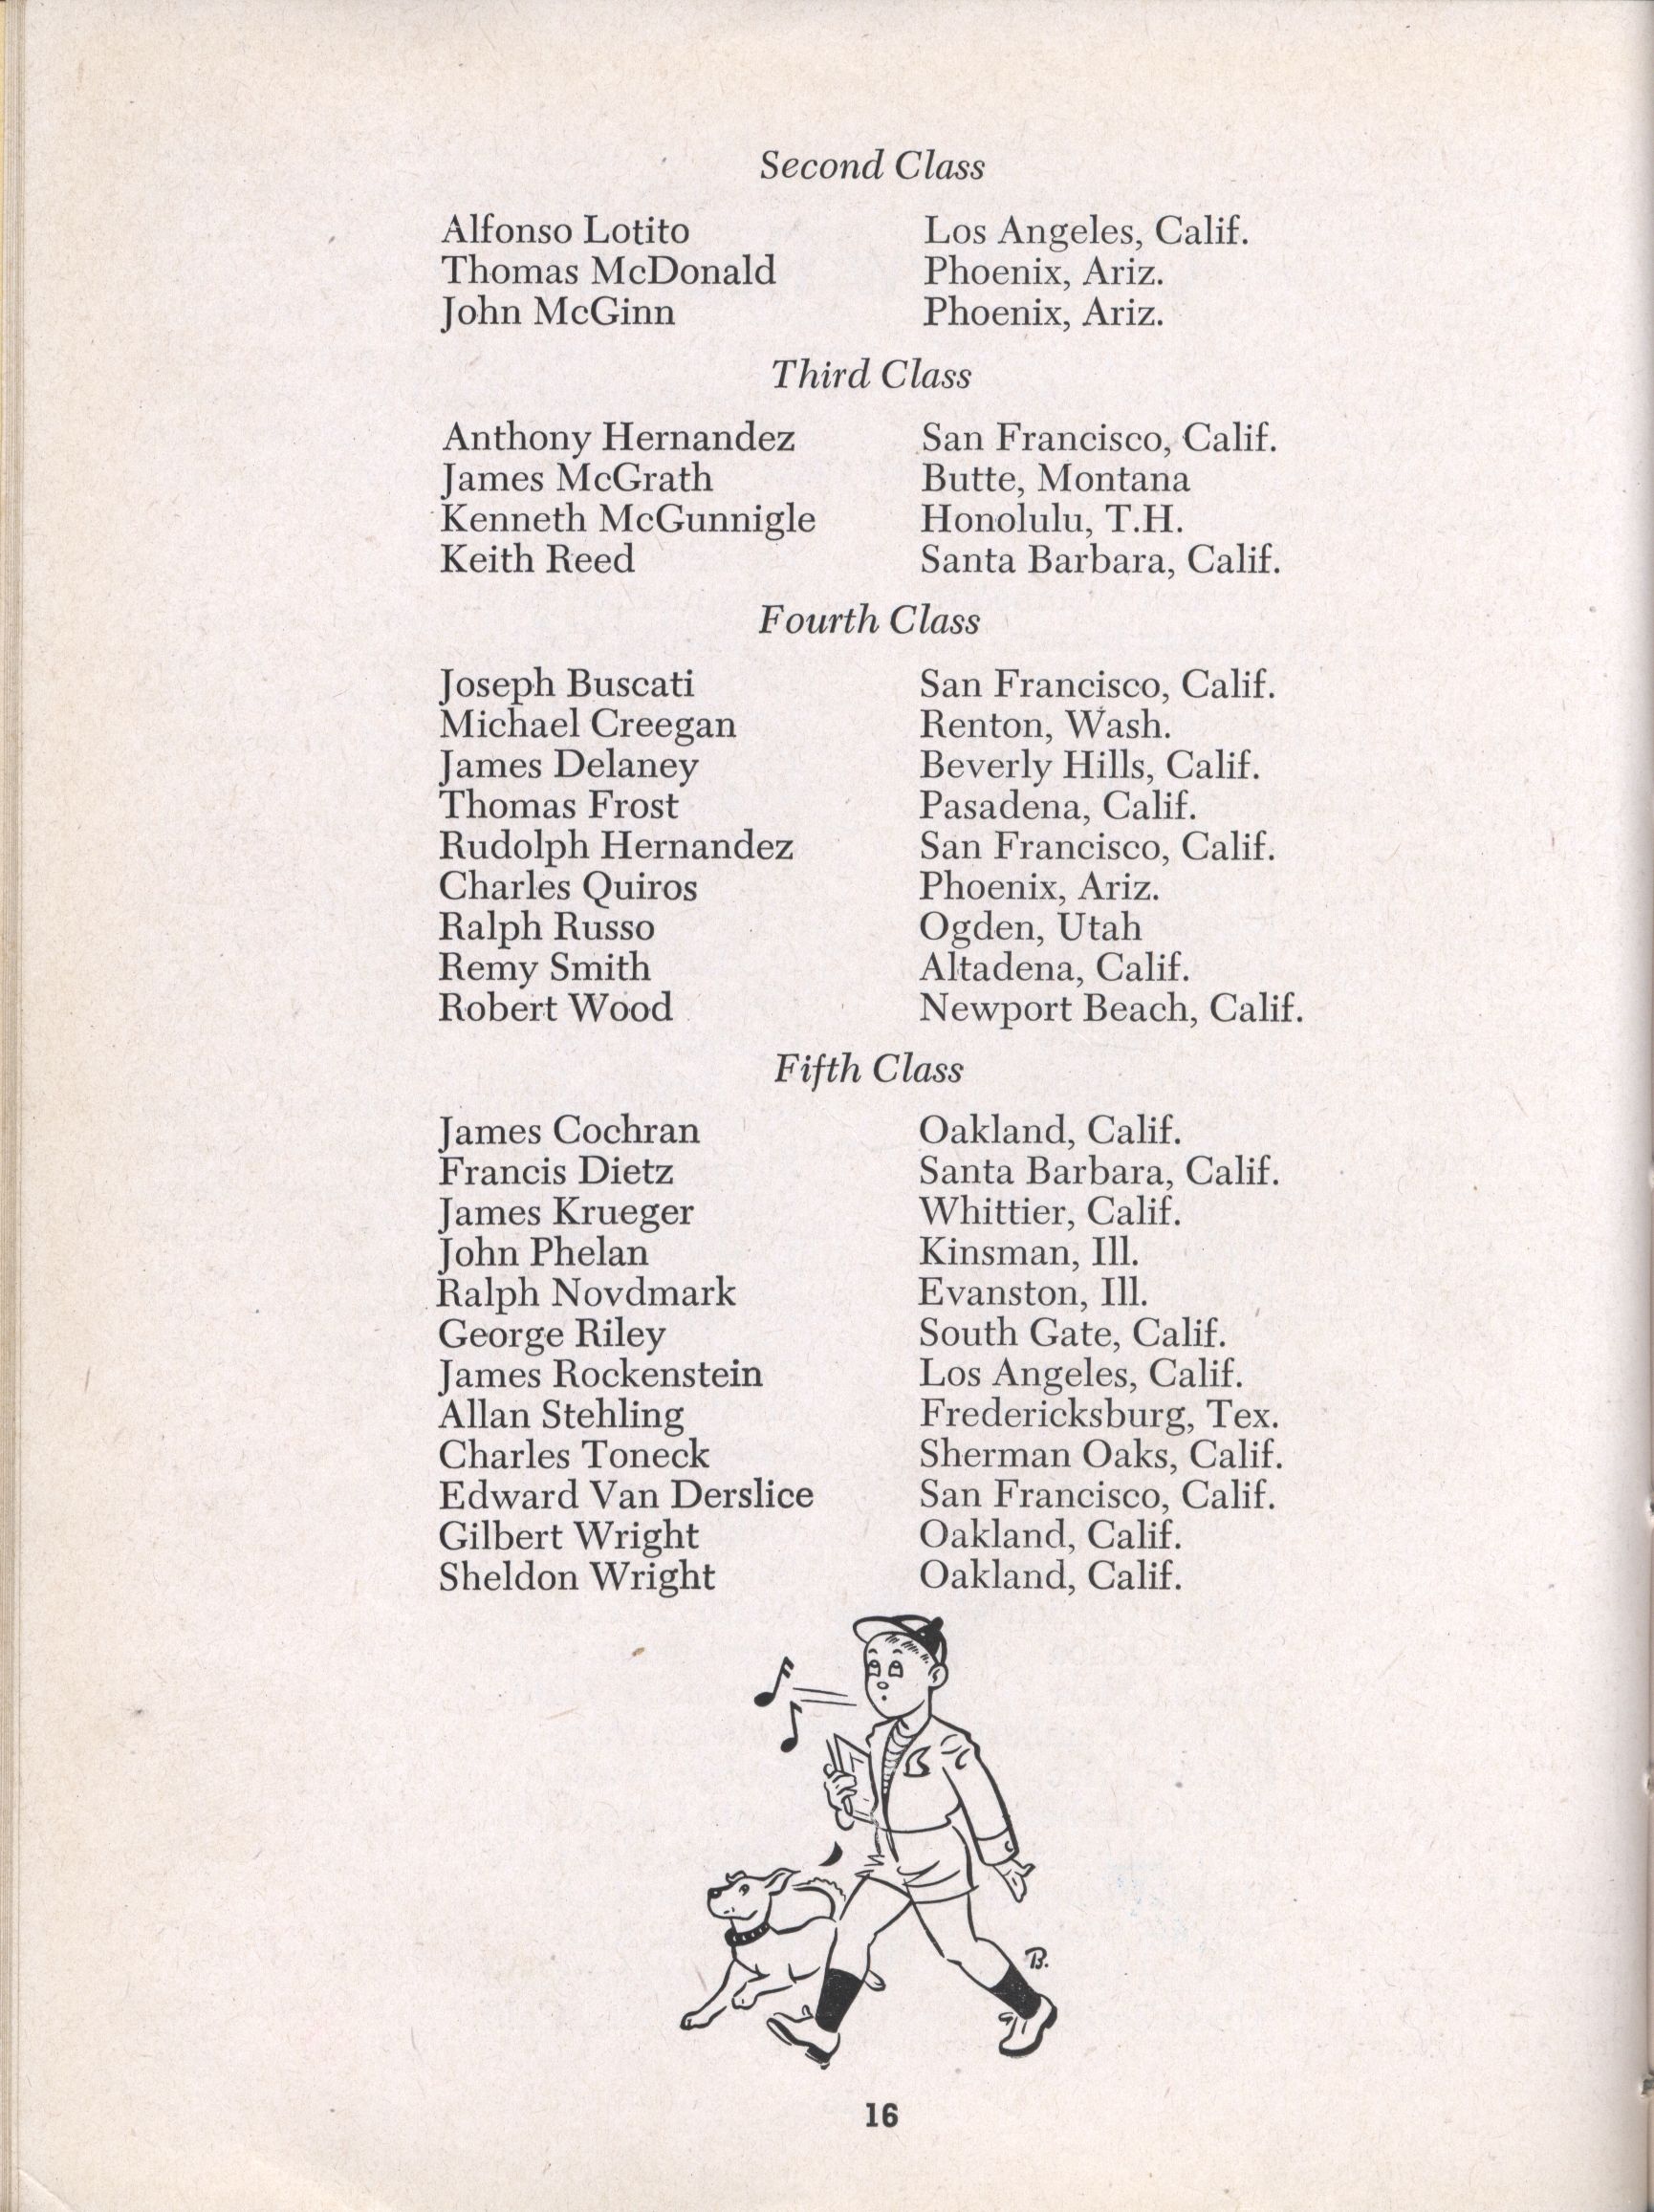 Second Class
Alfonso Lotito Los Angeles, Calif.
Thomas McDonald Phoenix, Ariz.
John McGinn Phoenix, Ariz.
Third Class
Anthony Hernandez San Francisco, Calif.
James McGrath Butte, Montana
Kenneth McGunnigle Honolulu, T.H.
Keith Reed Santa Barbara, Calif.
Fourth Class
Joseph Buscati San Francisco, Calif.
Michael Creegan Renton, Wash.
James Delaney Beverly Hills, Calif.
Thomas Frost Pasadena, Calif.
Rudolph Hernandez San Francisco, Calif.
Charles Quiros Phoenix, Ariz.
Ralph Russo Ogden, Utah
Remy Smith Altadena, Calif.
Robert Wood Newport Beach, Calif.
Fifth Class
James Cochran Oakland, Calif.
Francis Dietz Santa Barbara, Calif.
James Krueger Whittier, Calif.
John Phelan Kinsman, Ill.
Ralph Novdmark Evanston, Ill.
George Riley South Gate, Calif.
James Rockenstein Los Angeles, Calif.
Allan Stehling Fredericksburg, Tex.
Charles Toneck Sherman Oaks, Calif.
Edward Van Derslice San Francisco, Calif.
Gilbert Wright Oakland, Calif.
Sheldon Wright Oakland, Calif.
B.
16